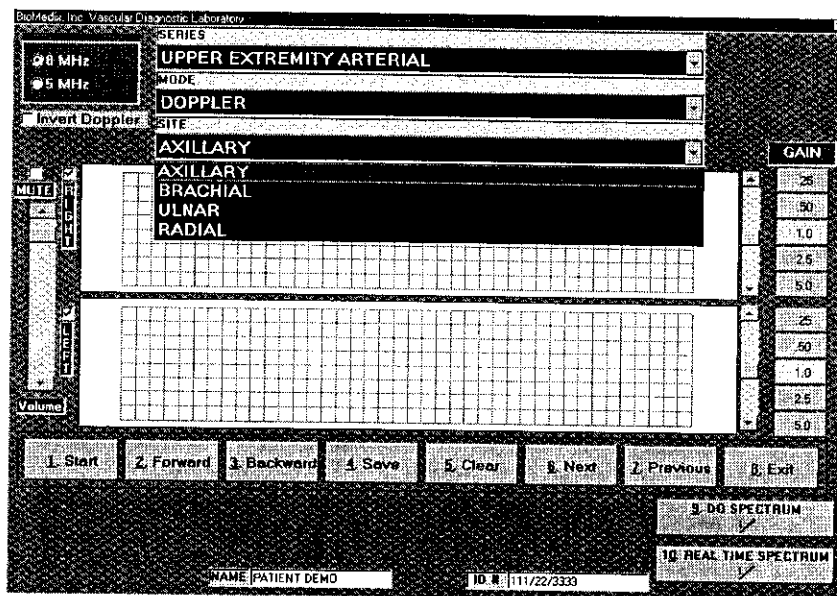 BioMedix, Inc. Vascular Diagnostic Laboratory
SERIES
8 MHz
UPPER EXTREMITY ARTERIAL
5 MHz
MODE
DOPPLER
Invert Doppler
SITE
AXILLARY
GAIN
AXILLARY
BRACHIAL
ULNAR
RADIAL
MUTE
RIGHT
.25
.50
1.0
2.5
5.0
LEFT
.25
.50
1.0
2.5
5.0
Volume
1. Start
2. Forward
3. Backward
4. Save
5. Clear
6. Next
7. Previous
8. Exit
9. DO SPECTRUM
10. REAL TIME SPECTRUM
NAME PATIENT DEMO
ID # 111/22/3333